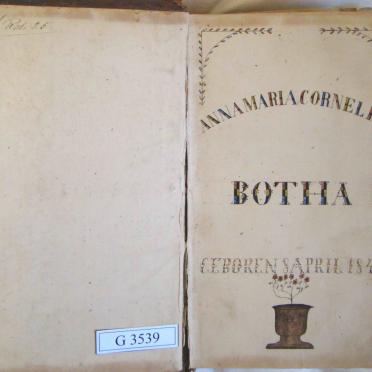 G 3539
ANNA MARIA CORNELI
BOTHA
GEBOREN 8 APRIL 184